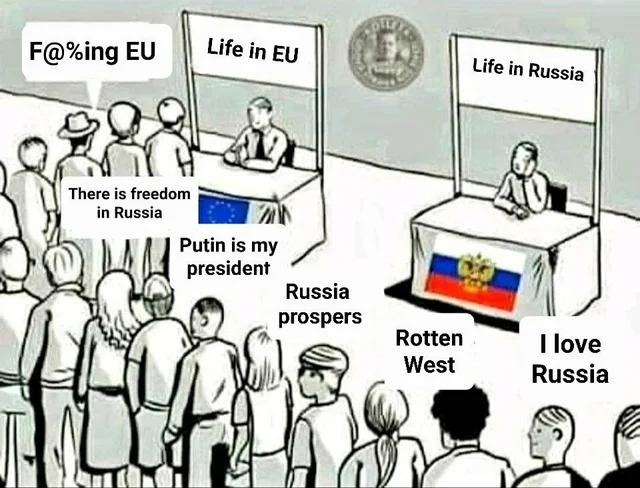 F@%ing EU
Life in EU
Life in Russia
There is freedom
in Russia
Putin is my
president
Russia
prospers
Rotten
West
I love
Russia